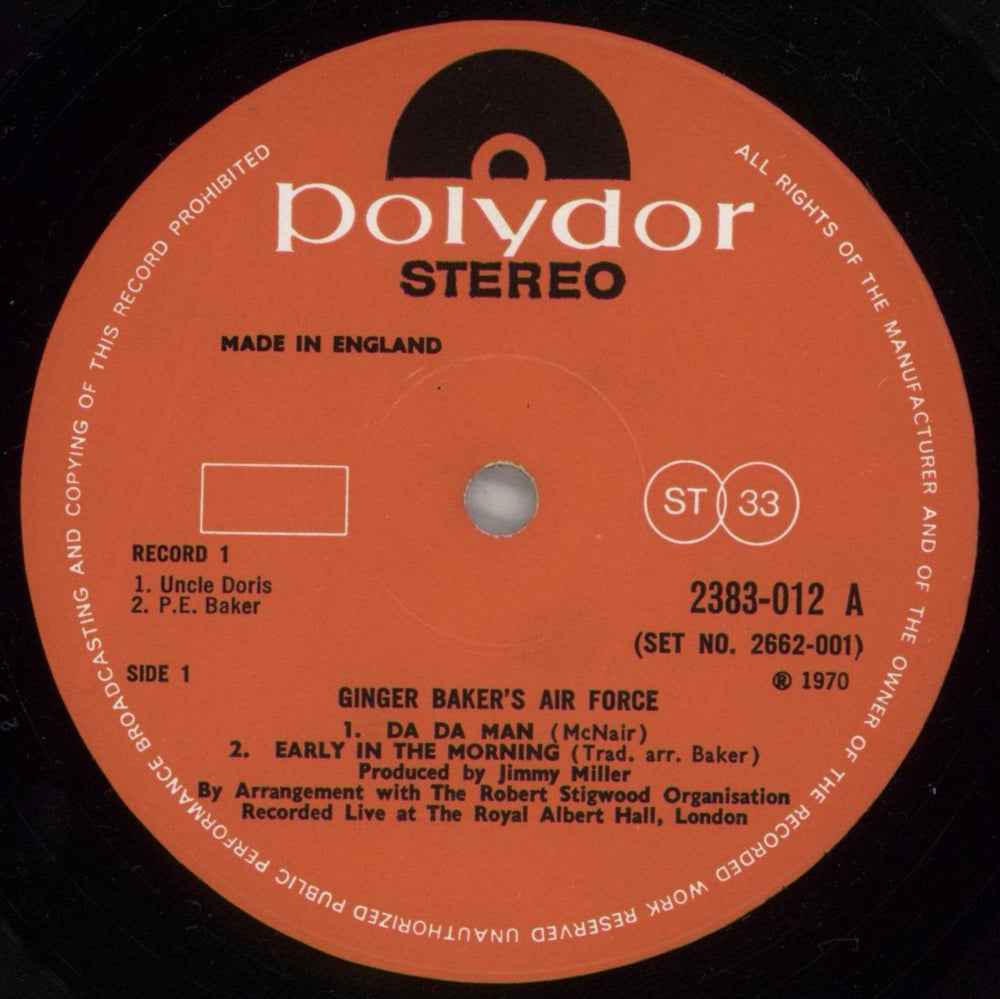 polydor
STEREO
MADE IN ENGLAND
ST 33
RECORD 1
1. Uncle Doris
2. P.E. Baker
2383-012 A
(SET NO. 2662-001)
℗ 1970
SIDE 1
GINGER BAKER'S AIR FORCE
1. DA DA MAN (McNair)
2. EARLY IN THE MORNING (Trad. arr. Baker)
Produced by Jimmy Miller
By Arrangement with The Robert Stigwood Organisation
Recorded Live at The Royal Albert Hall, London
ALL RIGHTS OF THE MANUFACTURER AND OF THE OWNER OF THE RECORDED WORK RESERVED UNAUTHORIZED PUBLIC PERFORMANCE BROADCASTING AND COPYING OF THIS RECORD PROHIBITED